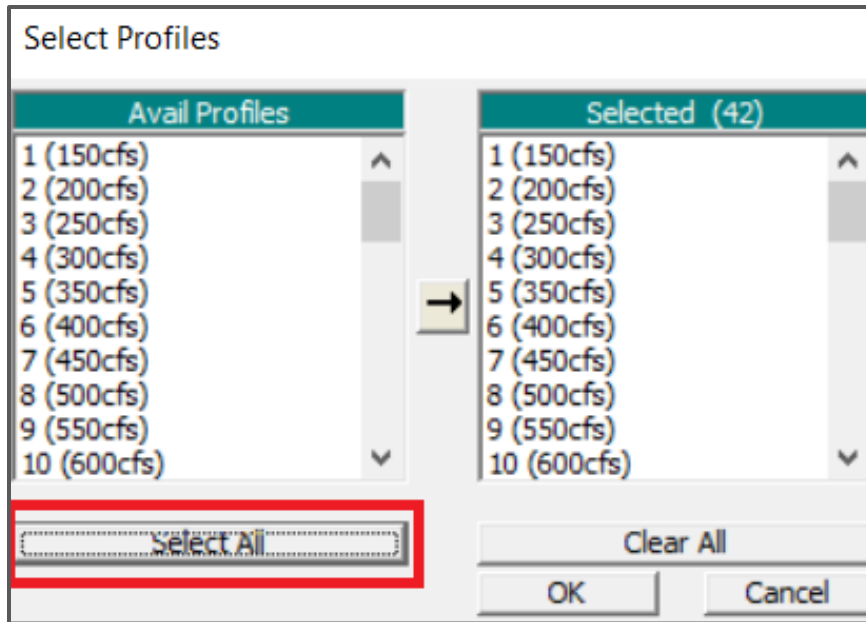 Select Profiles
Avail Profiles
1 (150cfs)
2 (200cfs)
3 (250cfs)
4 (300cfs)
5 (350cfs)
6 (400cfs)
7 (450cfs)
8 (500cfs)
9 (550cfs)
10 (600cfs)
Select All
Selected (42)
1 (150cfs)
2 (200cfs)
3 (250cfs)
4 (300cfs)
5 (350cfs)
6 (400cfs)
7 (450cfs)
8 (500cfs)
9 (550cfs)
10 (600cfs)
Clear All
OK
Cancel